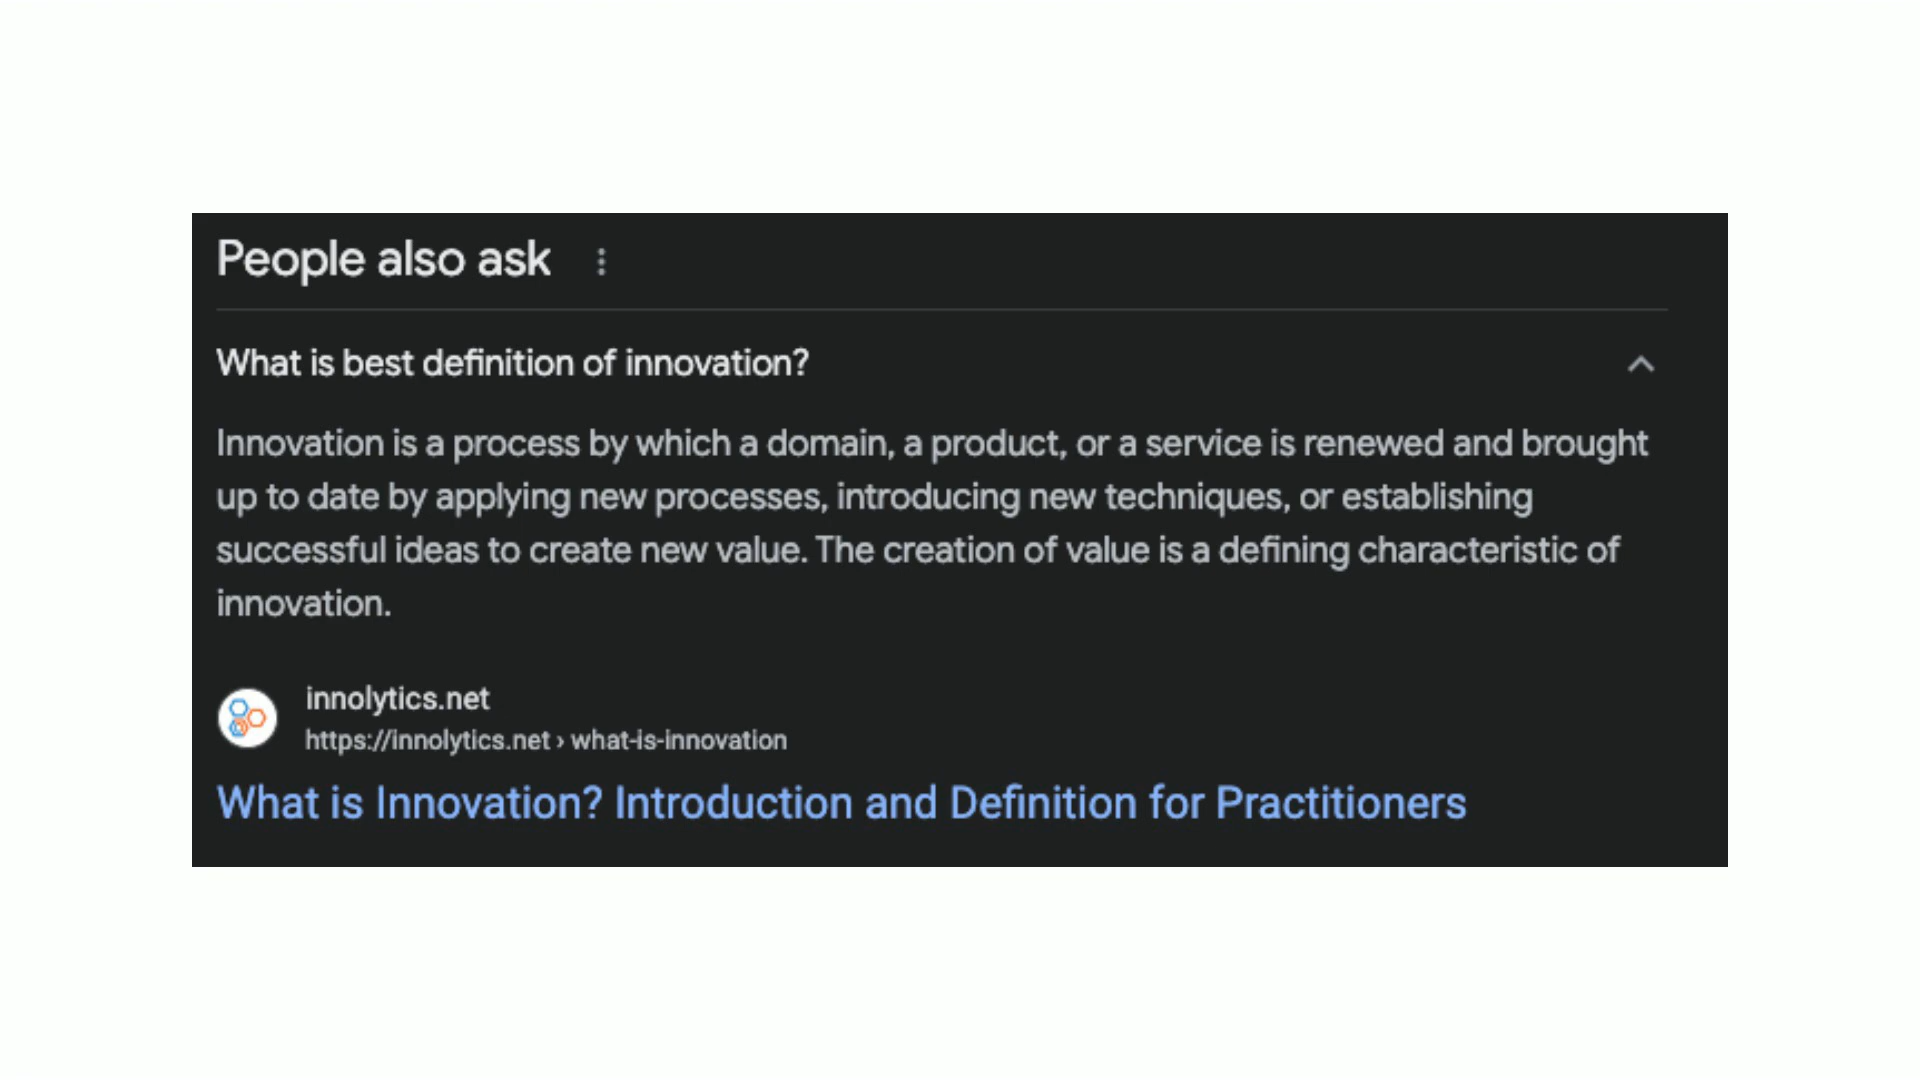 People also ask
What is best definition of innovation?
Innovation is a process by which a domain, a product, or a service is renewed and brought
up to date by applying new processes, introducing new techniques, or establishing
successful ideas to create new value. The creation of value is a defining characteristic of
innovation.
innolytics.net
https://innolytics.net › what-is-innovation
What is Innovation? Introduction and Definition for Practitioners